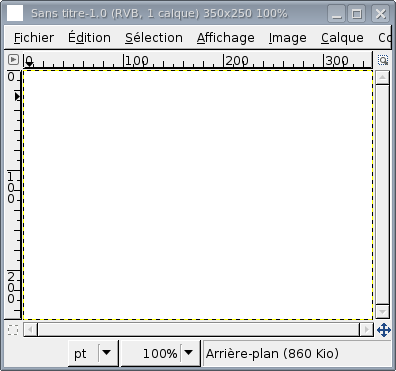 Sans titre-1.0 (RVB, 1 calque) 350x250 100%
Fichier Édition Sélection Affichage Image Calque Co
0 100 200 300
0
100
200
pt 100% Arrière-plan (860 Kio)